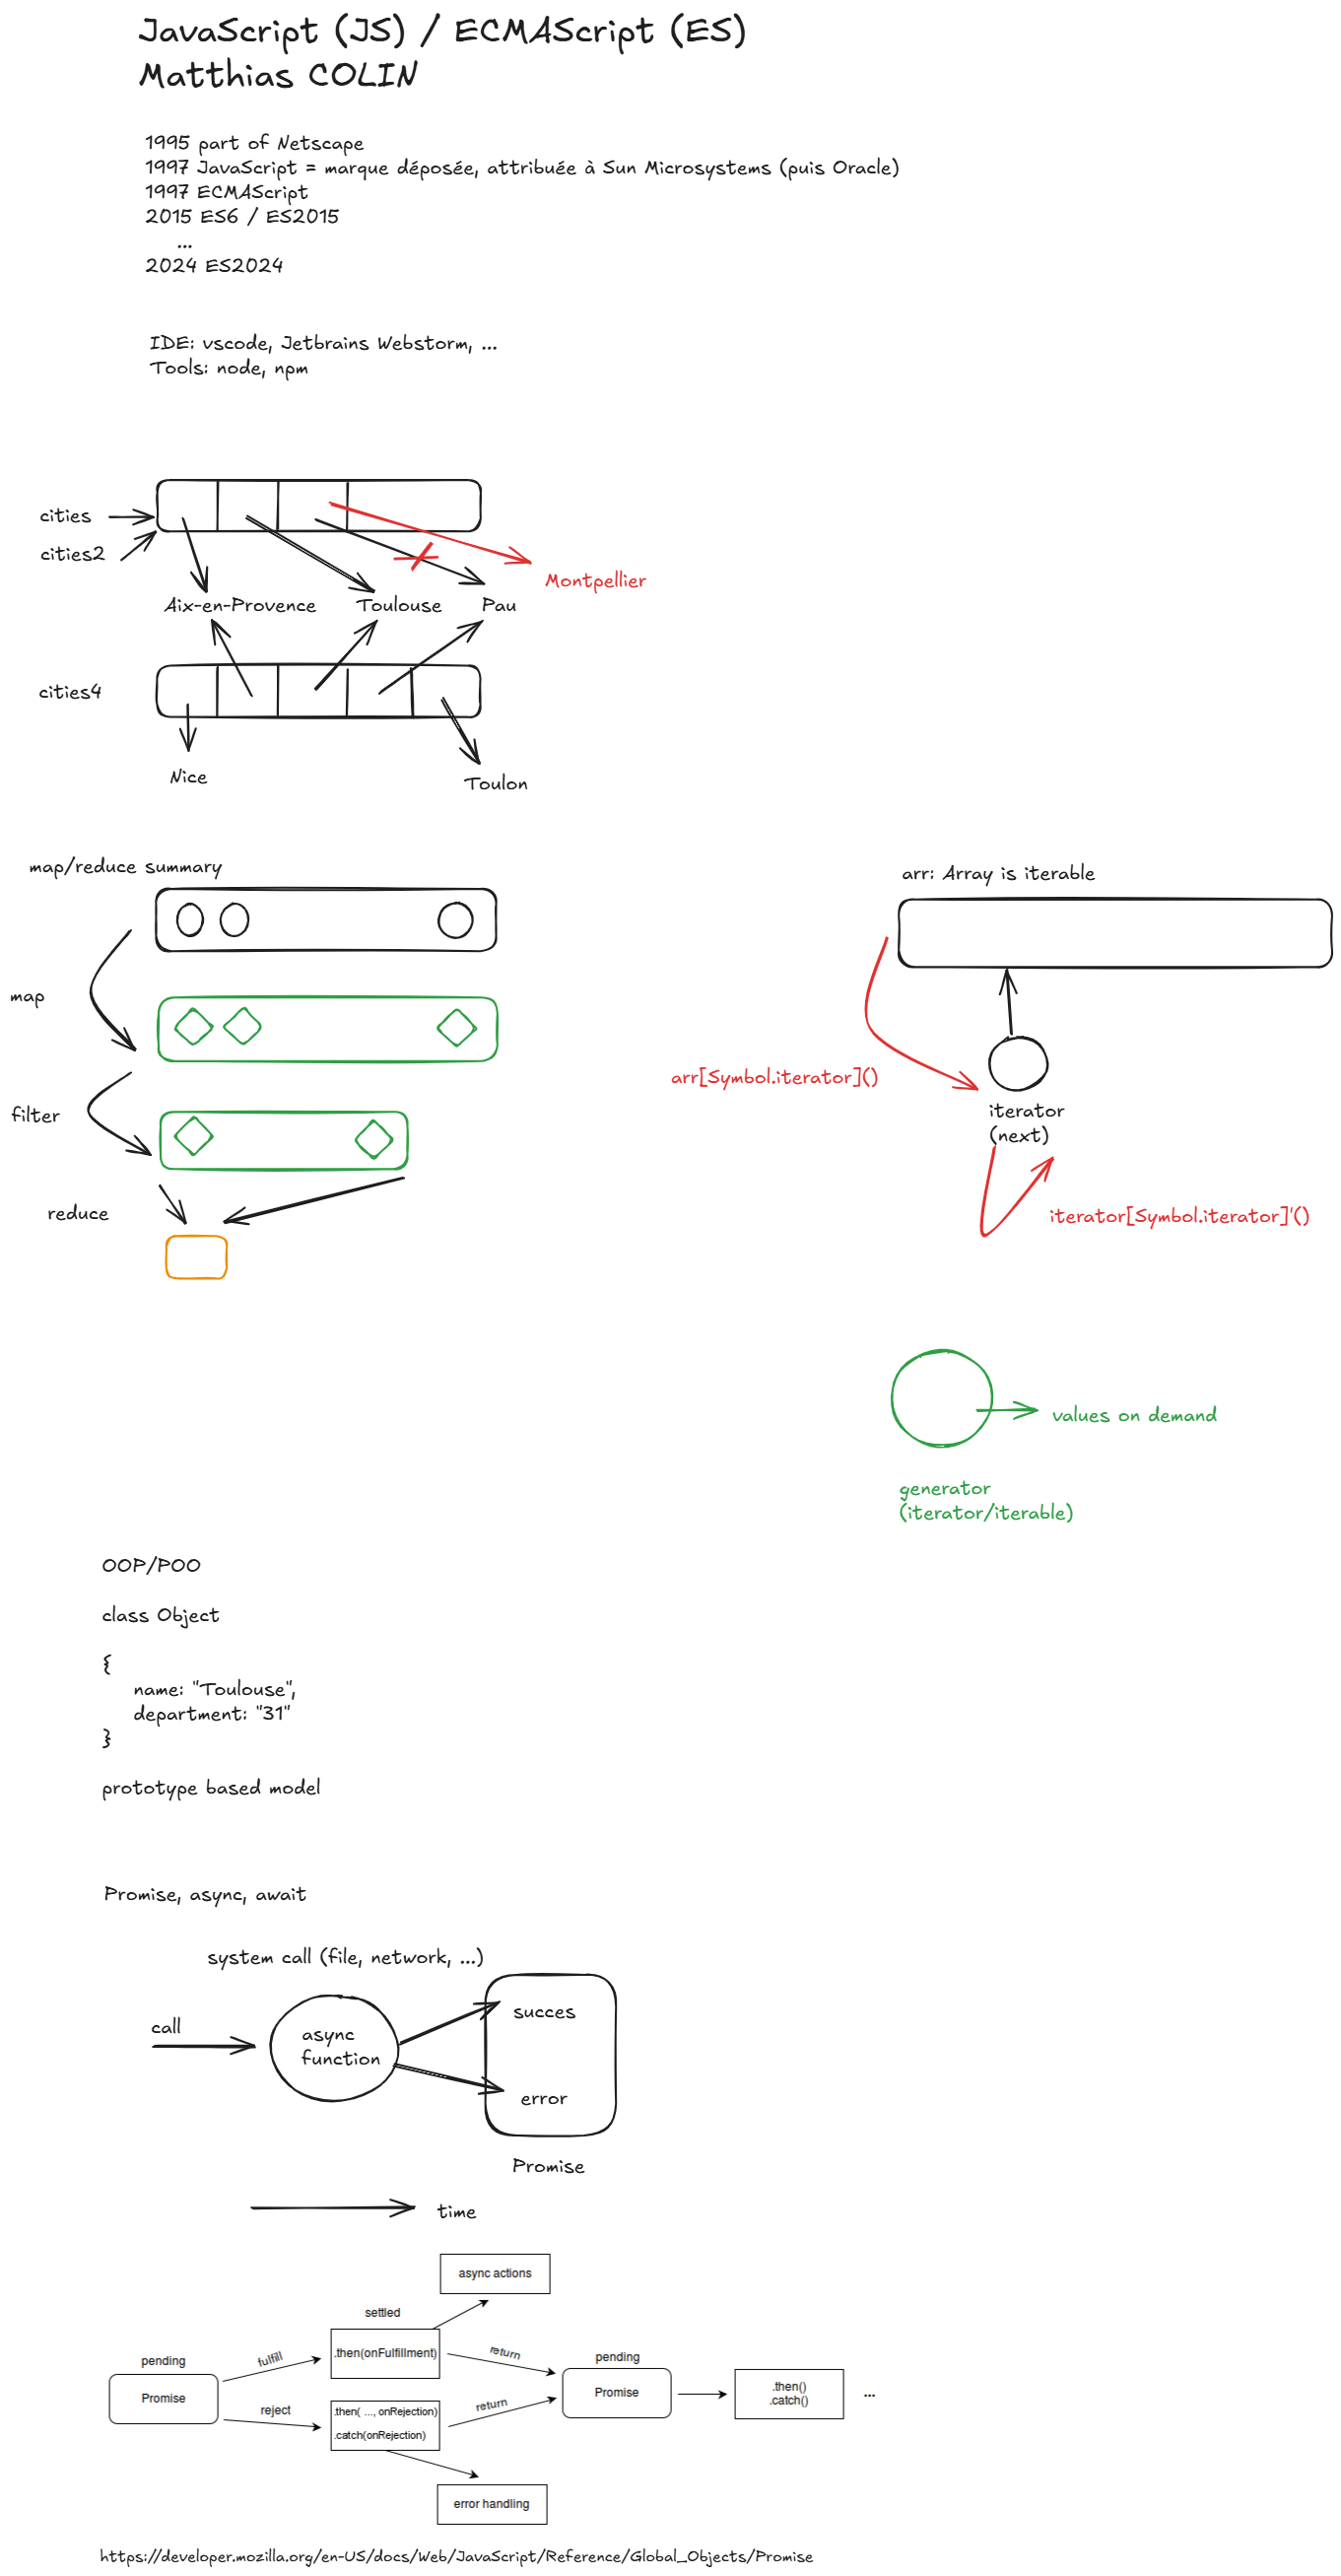 JavaScript (JS) / ECMAScript (ES)
Matthias COLIN
1995 part of Netscape
1997 JavaScript = marque déposée, attribuée à Sun Microsystems (puis Oracle)
1997 ECMAScript
2015 ES6 / ES2015
...
2024 ES2024
IDE: vscode, Jetbrains Webstorm, ...
Tools: node, npm
cities
cities2
Montpellier
Aix-en-Provence
Toulouse
Pau
cities4
Nice
Toulon
map/reduce summary
map
filter
reduce
arr: Array is iterable
arr[Symbol.iterator]()
iterator
(next)
iterator[Symbol.iterator]'()
values on demand
generator
(iterator/iterable)
OOP/POO
class Object
{
name: "Toulouse",
department: "31"
}
prototype based model
Promise, async, await
system call (file, network, ...)
call
async
function
succes
error
Promise
time
async actions
settled
pending
Promise
fulfill
reject
.then(onFulfillment)
.then( ..., onRejection)
.catch(onRejection)
return
return
pending
Promise
.then()
.catch()
...
error handling
https://developer.mozilla.org/en-US/docs/Web/JavaScript/Reference/Global_Objects/Promise